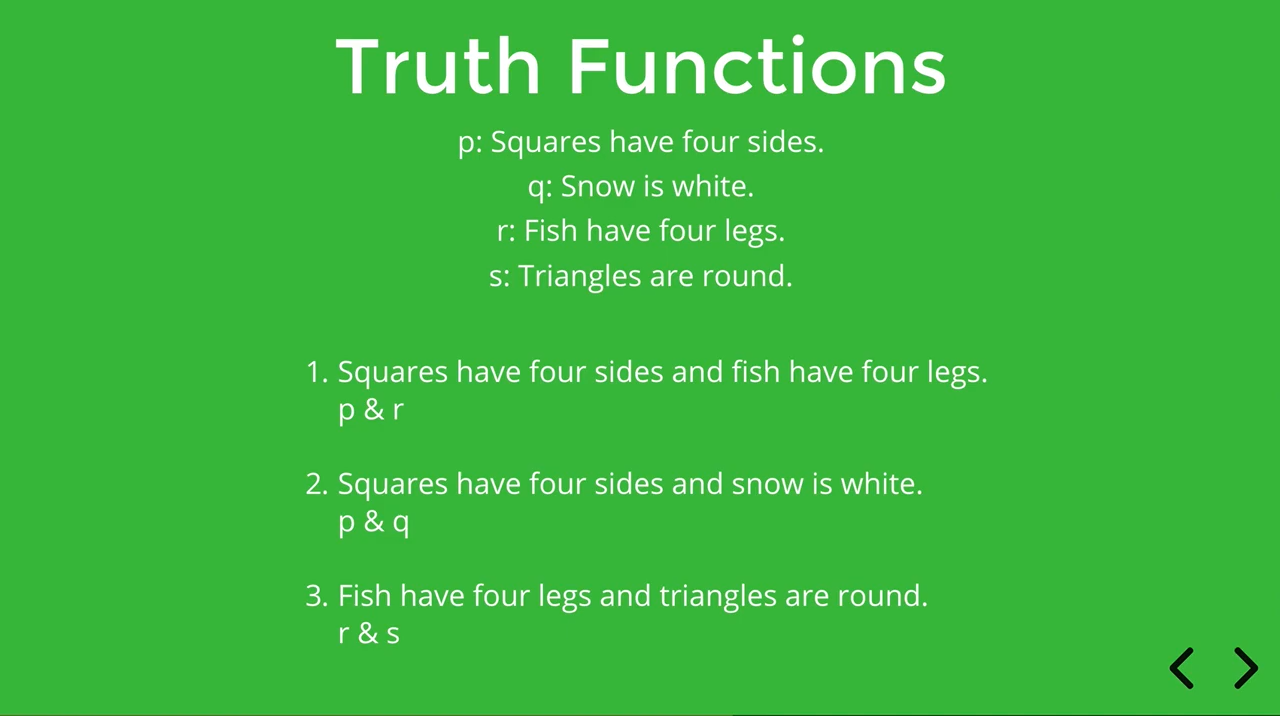 Truth Functions
p: Squares have four sides.
q: Snow is white.
r: Fish have four legs.
s: Triangles are round.
1. Squares have four sides and fish have four legs.
p & r
2. Squares have four sides and snow is white.
p & q
3. Fish have four legs and triangles are round.
r & s